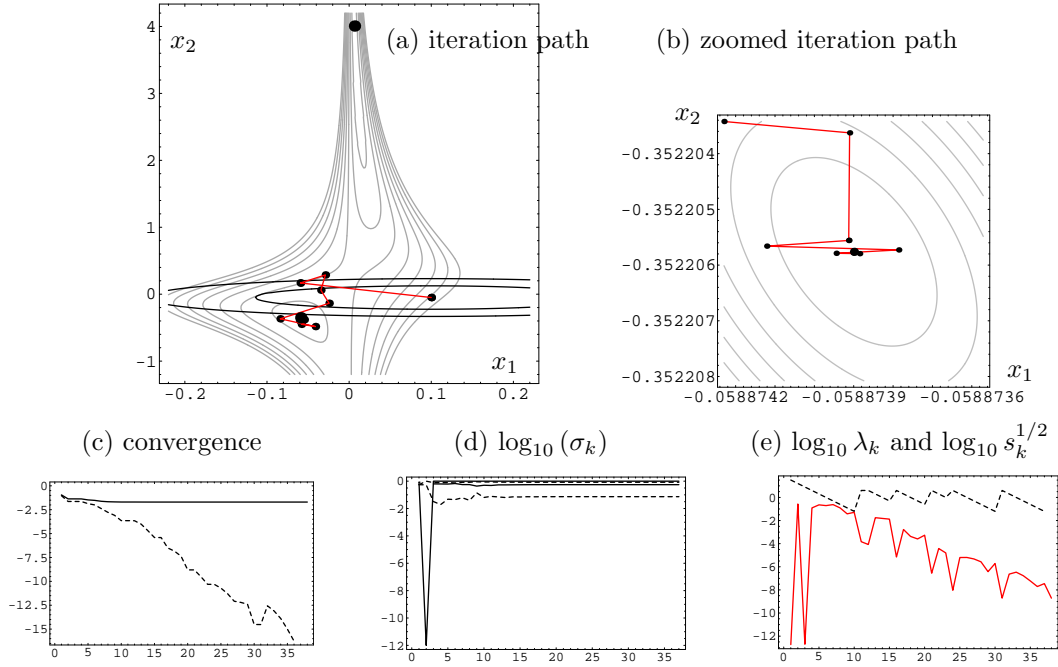 (a) iteration path
x₂
4
3
2
1
0
-1
-0.2 -0.1 0 0.1 0.2
x₁
(b) zoomed iteration path
x₂
-0.352204
-0.352205
-0.352206
-0.352207
-0.352208
-0.0588742 -0.0588739 -0.0588736
x₁
(c) convergence
0
-2.5
-5
-7.5
-10
-12.5
-15
0 5 10 15 20 25 30 35
(d) log₁₀ (σₖ)
0
-2
-4
-6
-8
-10
-12
0 5 10 15 20 25 30 35
(e) log₁₀ λₖ and log₁₀ sₖ^{1/2}
0
-2
-4
-6
-8
-10
-12
0 5 10 15 20 25 30 35